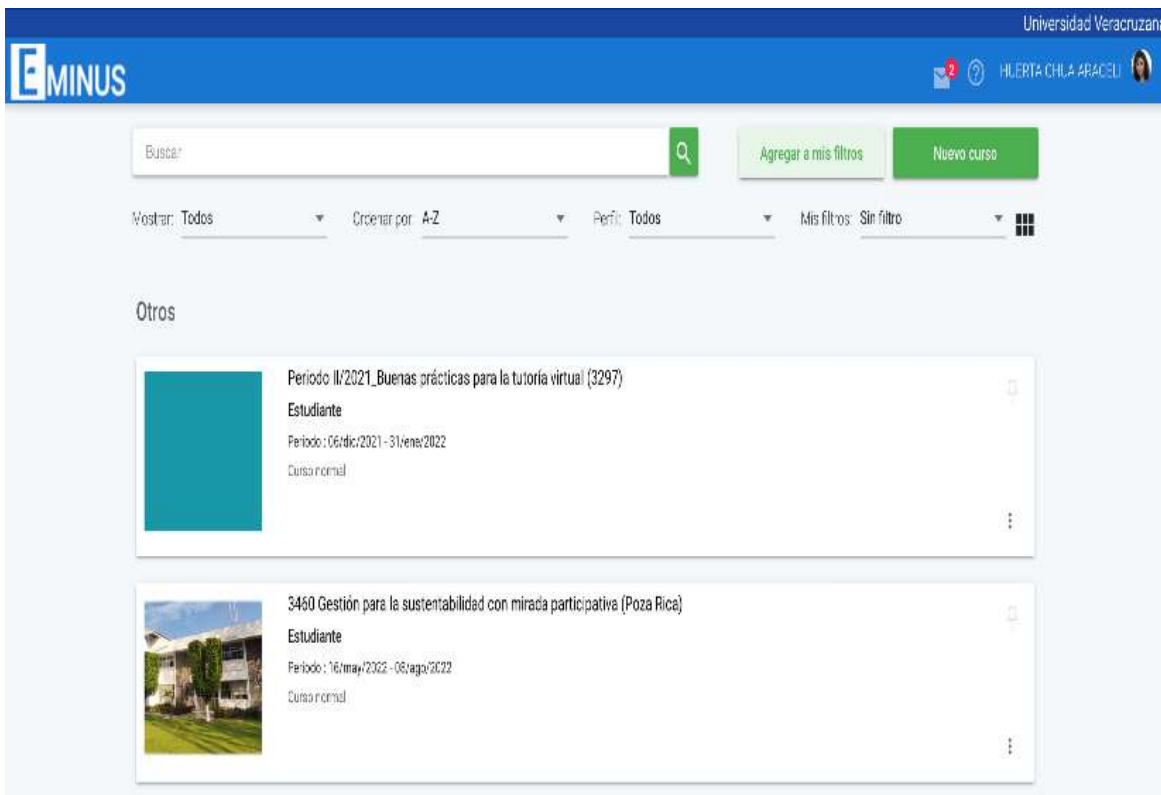 Universidad Veracruzana
EMINUS
2
HUERTA CHUA ARACELI
Buscar
Agregar a mis filtros
Nuevo curso
Mostrar: Todos
Ordenar por: A-Z
Perfil: Todos
Mis filtros: Sin filtro
Otros
Periodo II/2021_Buenas prácticas para la tutoría virtual (3297)
Estudiante
Periodo : 06/dic/2021 - 31/ene/2022
Curso normal
3460 Gestión para la sustentabilidad con mirada participativa (Poza Rica)
Estudiante
Periodo : 16/may/2022 - 08/ago/2022
Curso normal